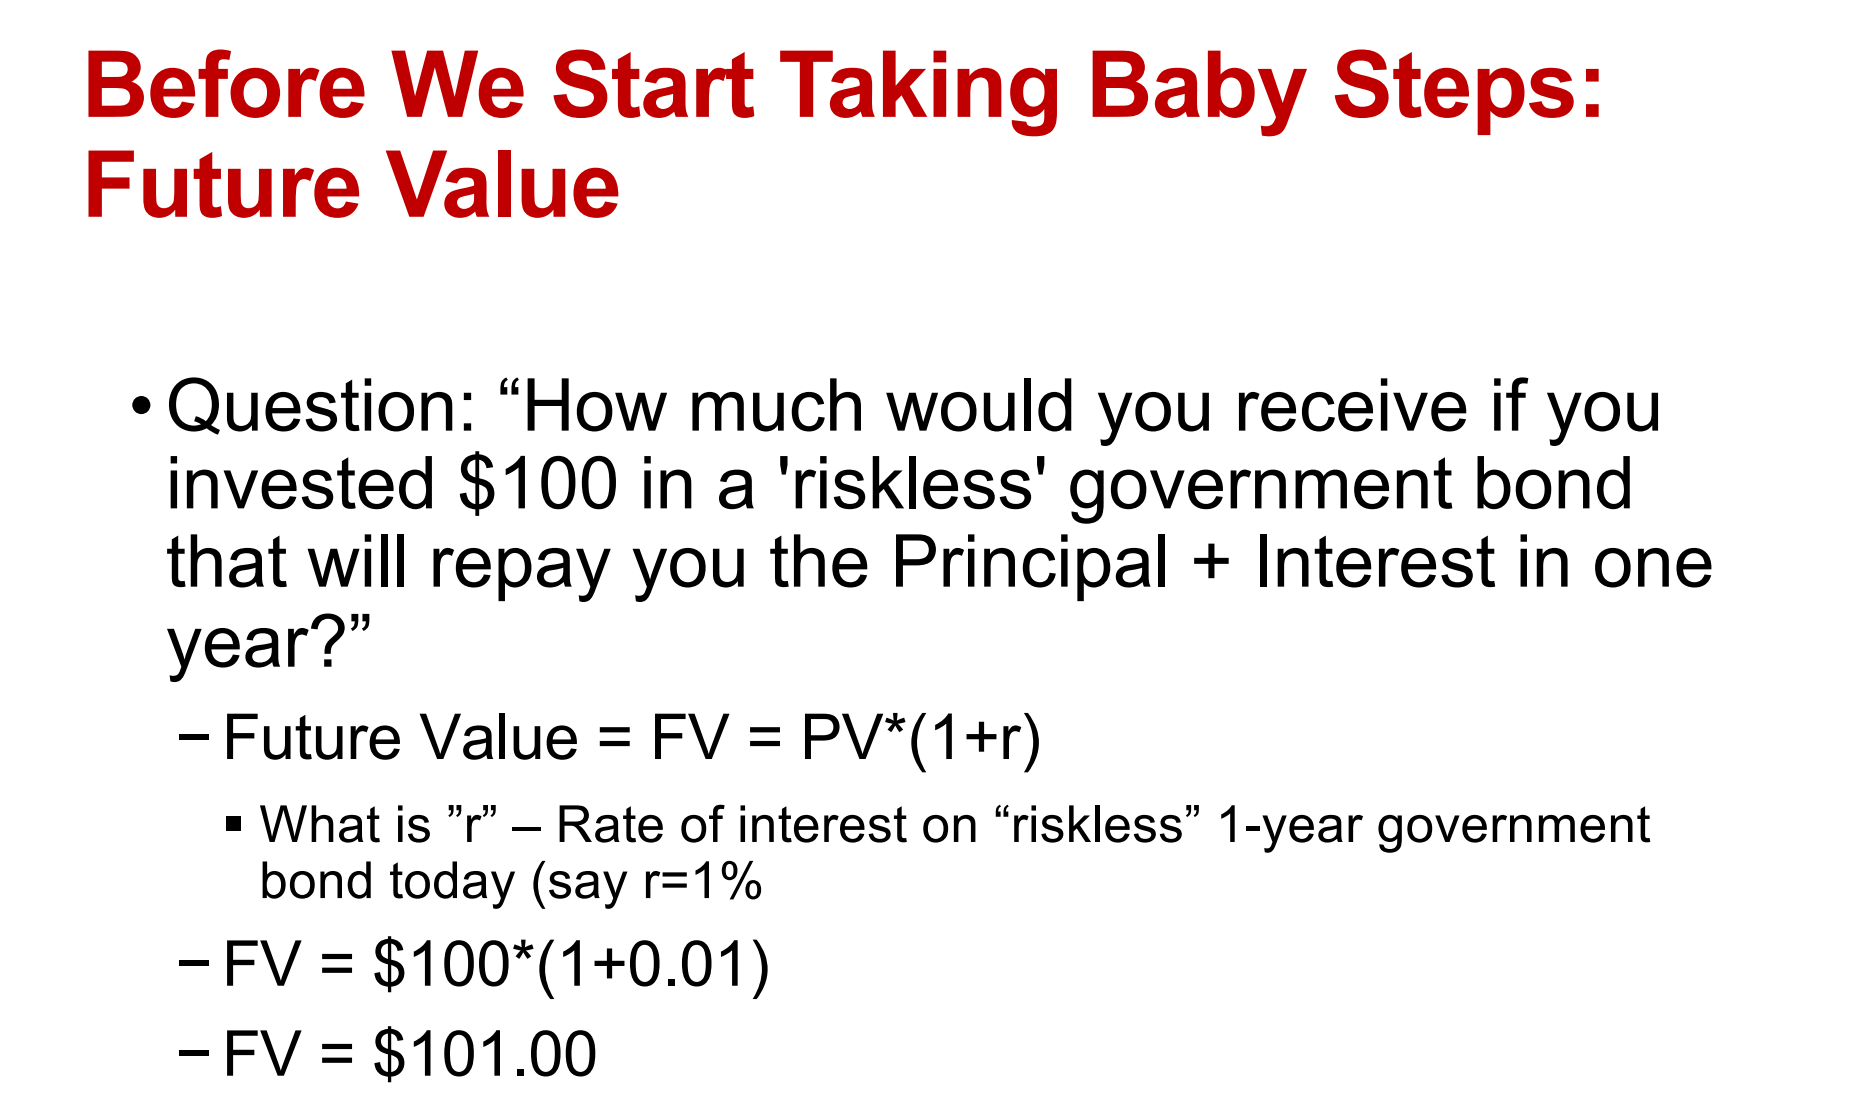 Before We Start Taking Baby Steps:
Future Value
• Question: “How much would you receive if you
invested $100 in a 'riskless' government bond
that will repay you the Principal + Interest in one
year?”
− Future Value = FV = PV*(1+r)
▪ What is ”r” – Rate of interest on “riskless” 1-year government
bond today (say r=1%
− FV = $100*(1+0.01)
− FV = $101.00